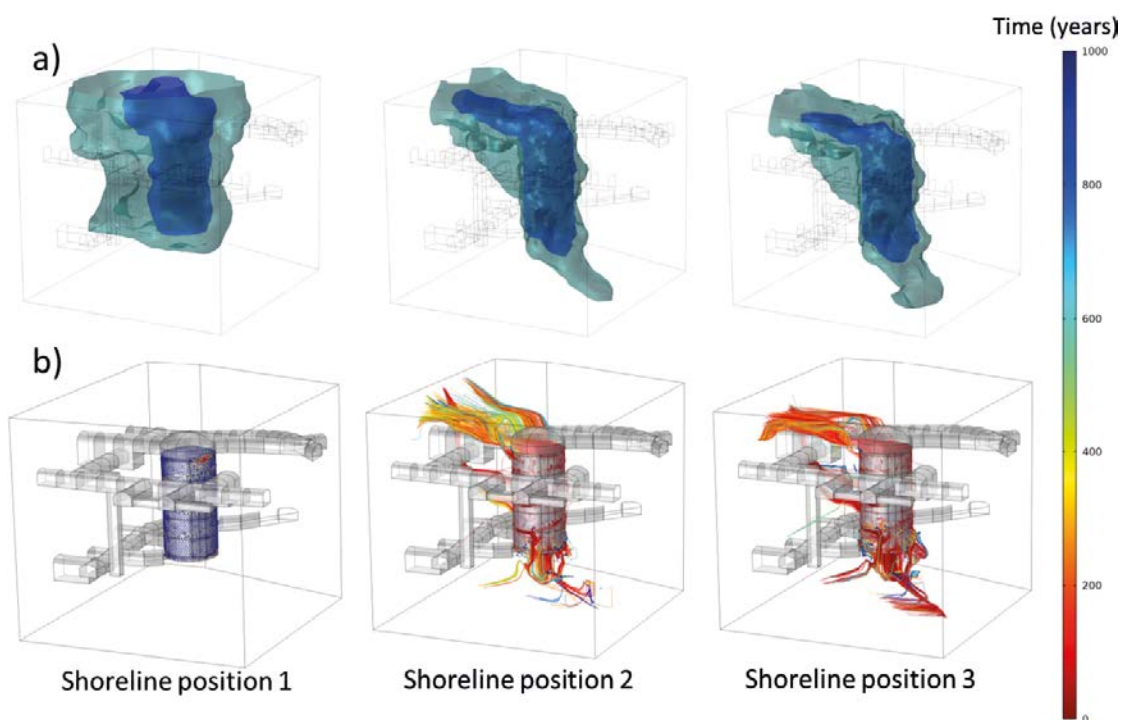 Time (years)
a)
1000
800
600
400
b)
200
0
Shoreline position 1
Shoreline position 2
Shoreline position 3